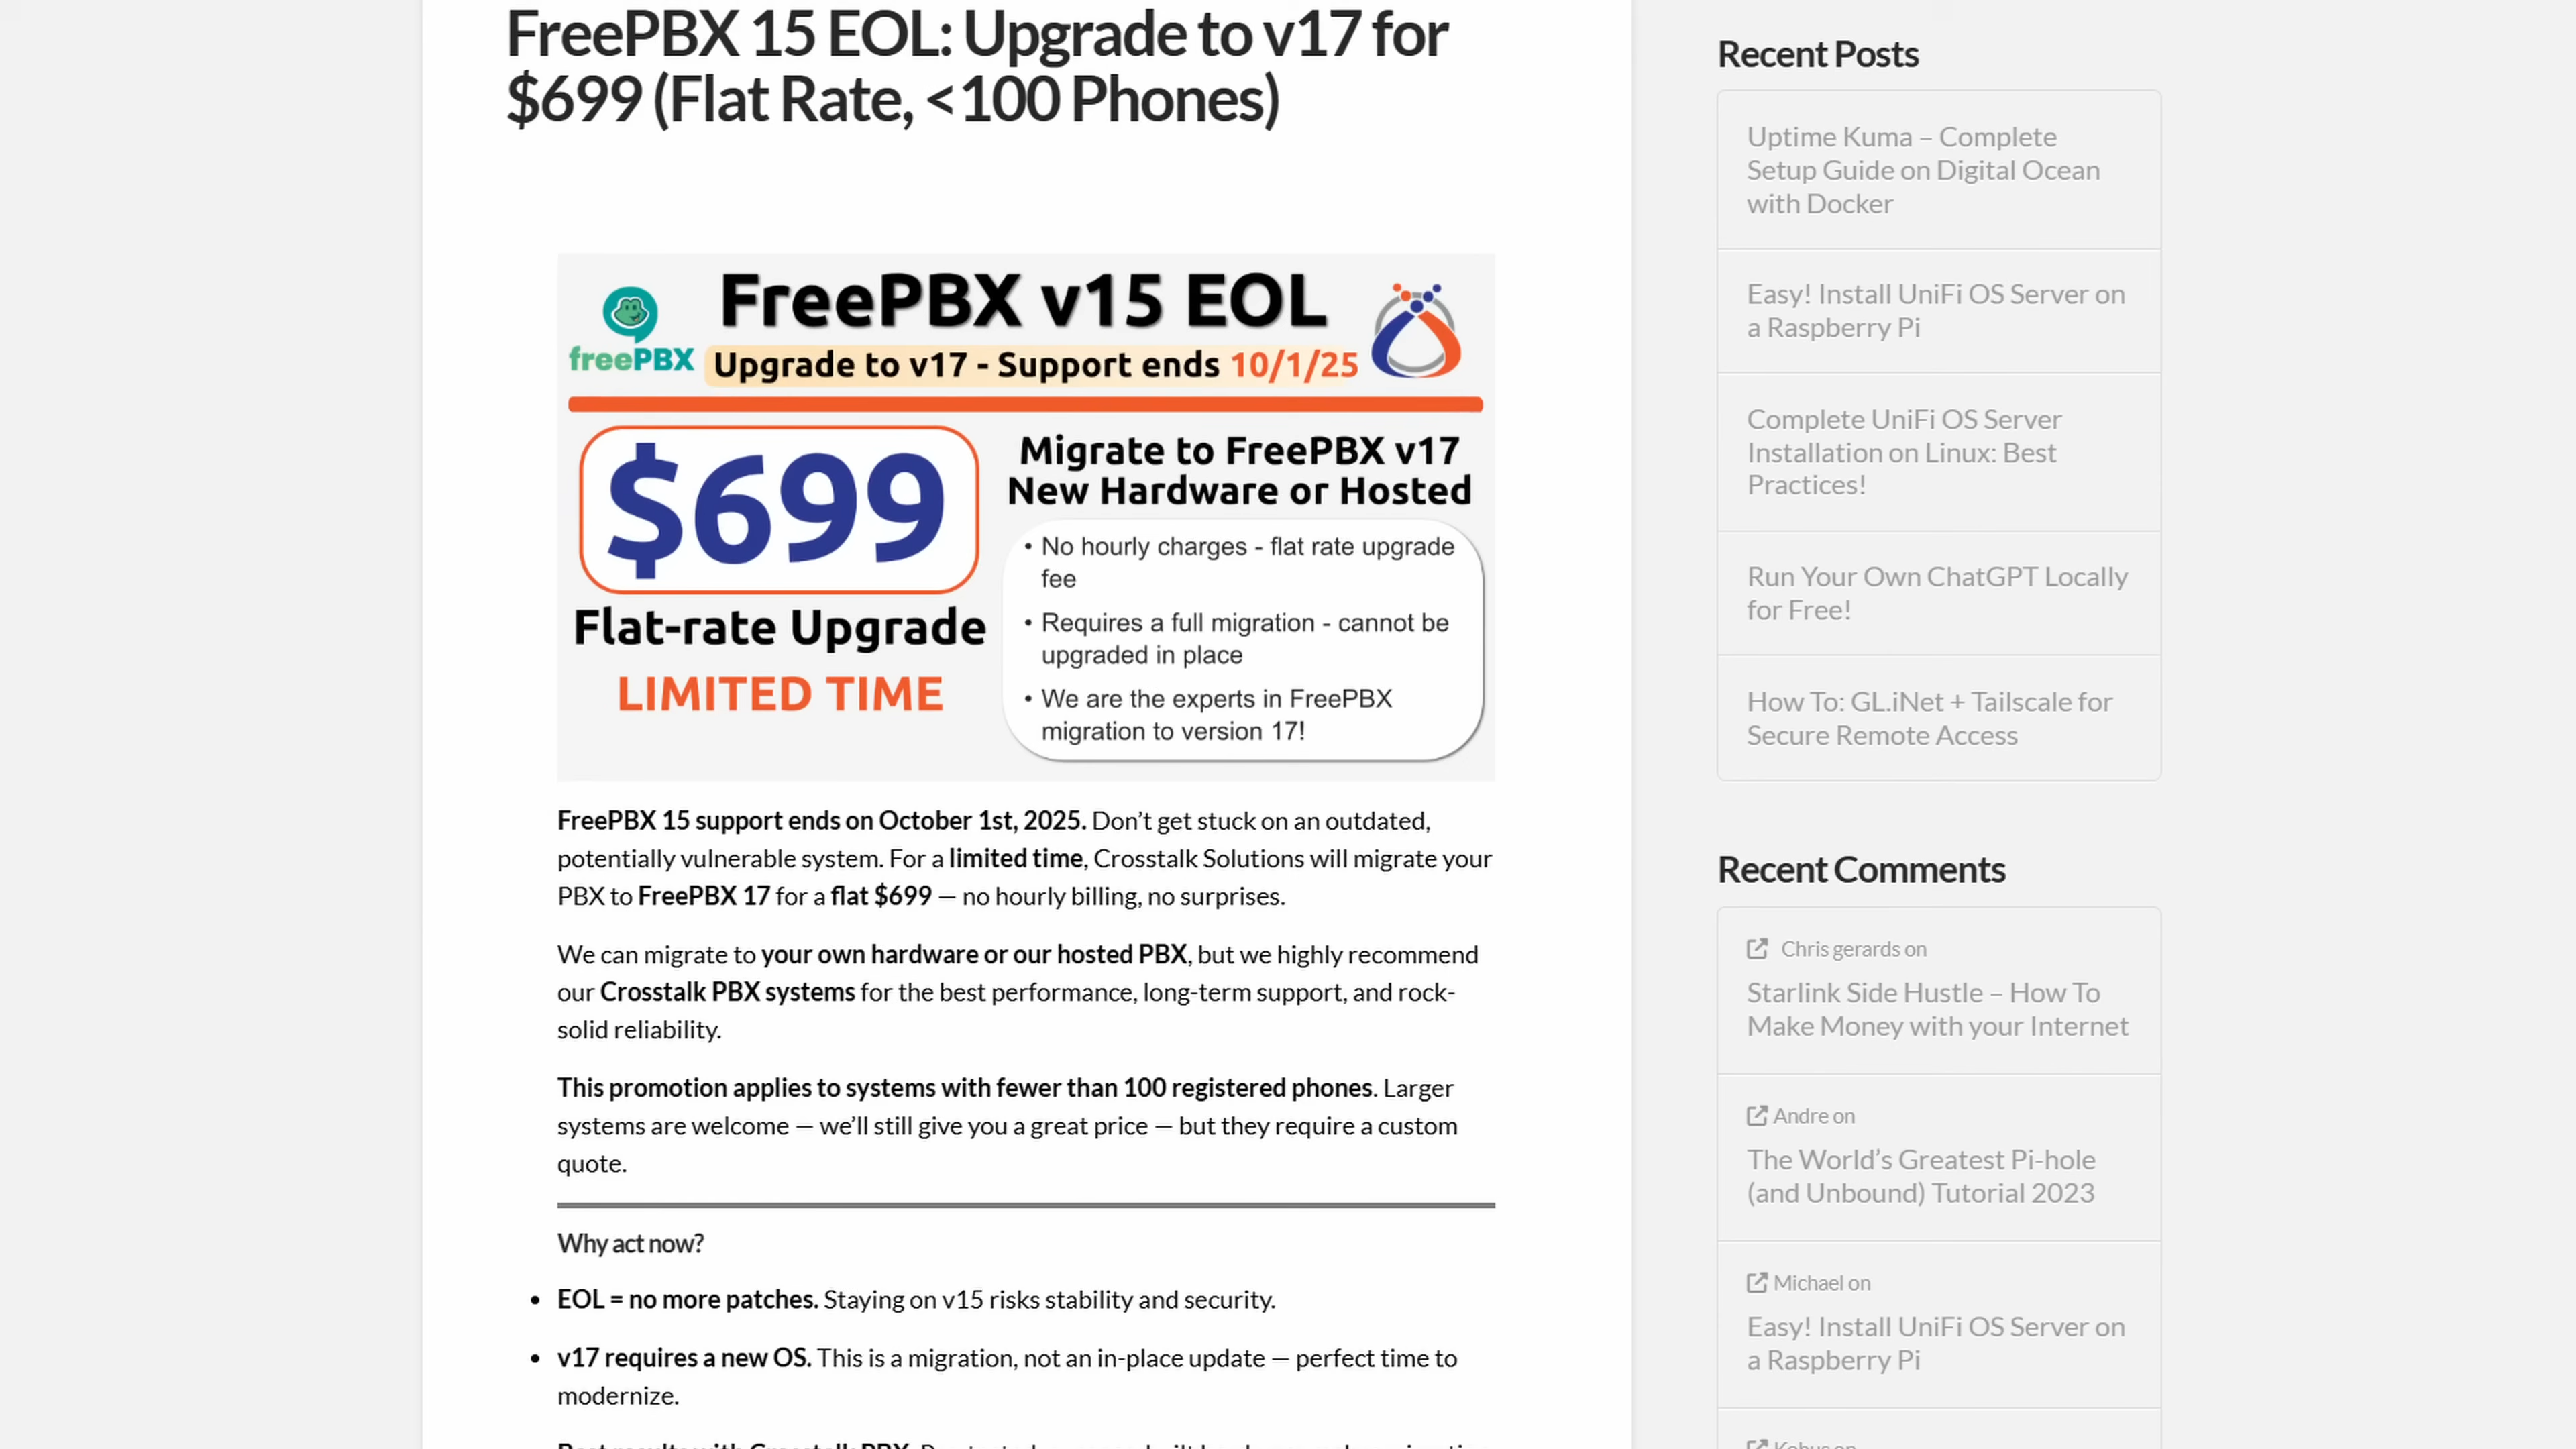 FreePBX 15 EOL: Upgrade to v17 for
$699 (Flat Rate, <100 Phones)
freePBX
FreePBX v15 EOL
Upgrade to v17 - Support ends 10/1/25
$699
Flat-rate Upgrade
LIMITED TIME
Migrate to FreePBX v17
New Hardware or Hosted
• No hourly charges - flat rate upgrade
fee
• Requires a full migration - cannot be
upgraded in place
• We are the experts in FreePBX
migration to version 17!
FreePBX 15 support ends on October 1st, 2025. Don’t get stuck on an outdated,
potentially vulnerable system. For a limited time, Crosstalk Solutions will migrate your
PBX to FreePBX 17 for a flat $699 — no hourly billing, no surprises.
We can migrate to your own hardware or our hosted PBX, but we highly recommend
our Crosstalk PBX systems for the best performance, long-term support, and rock-
solid reliability.
This promotion applies to systems with fewer than 100 registered phones. Larger
systems are welcome — we’ll still give you a great price — but they require a custom
quote.
Why act now?
• EOL = no more patches. Staying on v15 risks stability and security.
• v17 requires a new OS. This is a migration, not an in-place update — perfect time to
modernize.
Recent Posts
Uptime Kuma – Complete
Setup Guide on Digital Ocean
with Docker
Easy! Install UniFi OS Server on
a Raspberry Pi
Complete UniFi OS Server
Installation on Linux: Best
Practices!
Run Your Own ChatGPT Locally
for Free!
How To: GL.iNet + Tailscale for
Secure Remote Access
Recent Comments
Chris gerards on
Starlink Side Hustle – How To
Make Money with your Internet
Andre on
The World’s Greatest Pi-hole
(and Unbound) Tutorial 2023
Michael on
Easy! Install UniFi OS Server on
a Raspberry Pi